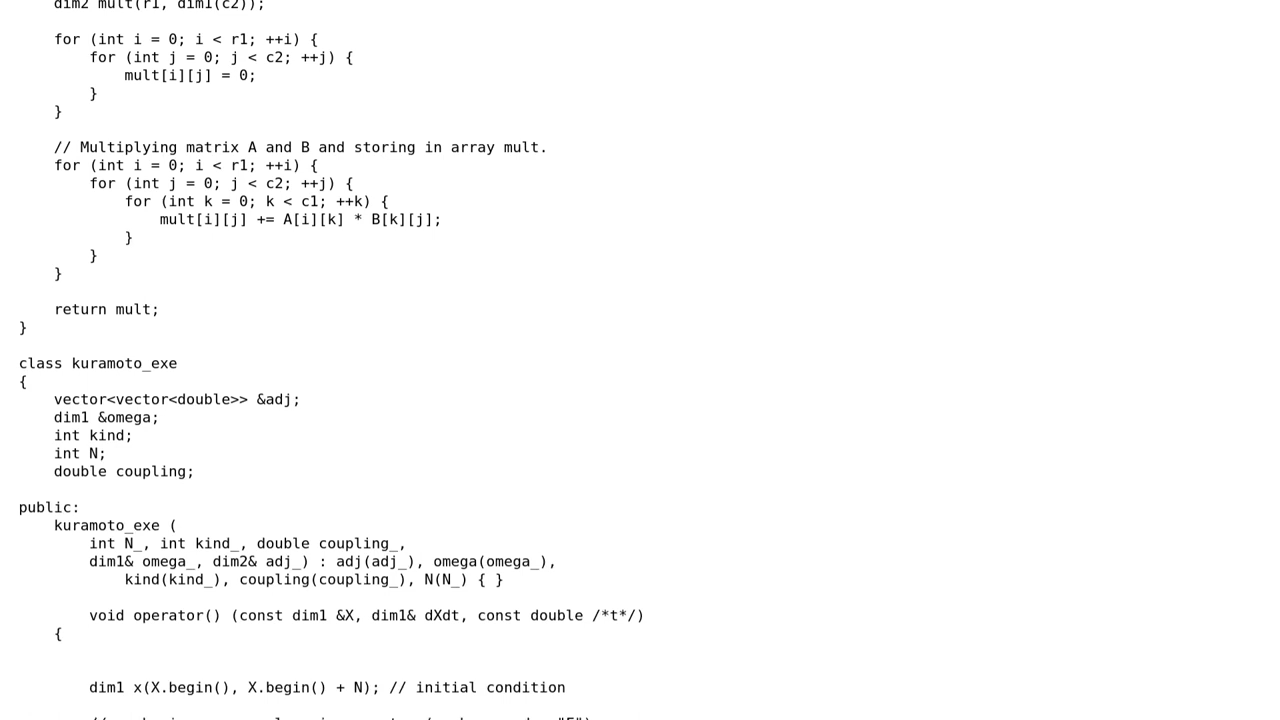 dim2 mult(r1, dim1(c2));

    for (int i = 0; i < r1; ++i) {
        for (int j = 0; j < c2; ++j) {
            mult[i][j] = 0;
        }
    }

    // Multiplying matrix A and B and storing in array mult.
    for (int i = 0; i < r1; ++i) {
        for (int j = 0; j < c2; ++j) {
            for (int k = 0; k < c1; ++k) {
                mult[i][j] += A[i][k] * B[k][j];
            }
        }
    }

    return mult;
}

class kuramoto_exe
{
    vector<vector<double>> &adj;
    dim1 &omega;
    int kind;
    int N;
    double coupling;

public:
    kuramoto_exe (
        int N_, int kind_, double coupling_,
        dim1& omega_, dim2& adj_) : adj(adj_), omega(omega_),
            kind(kind_), coupling(coupling_), N(N_) { }

        void operator() (const dim1 &X, dim1& dXdt, const double /*t*/)
    {


        dim1 x(X.begin(), X.begin() + N); // initial condition